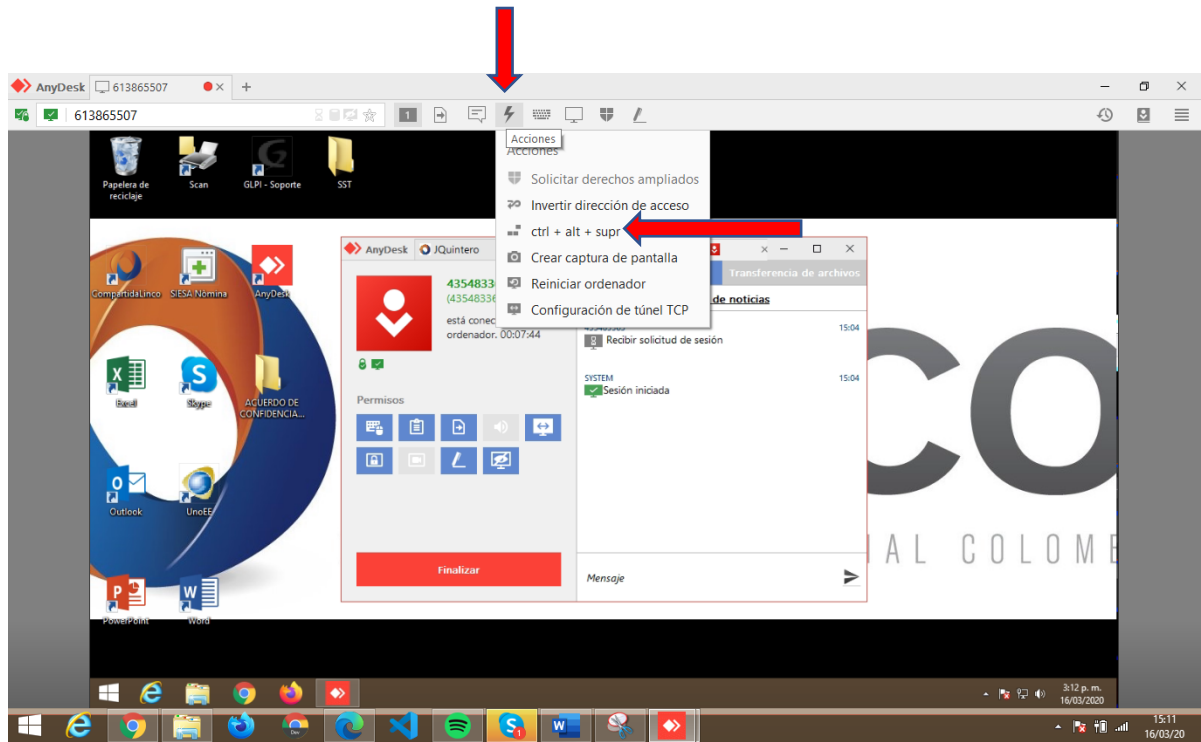 AnyDesk 613865507
613865507
1
Acciones
Acciones
Solicitar derechos ampliados
Invertir dirección de acceso
ctrl + alt + supr
Crear captura de pantalla
Reiniciar ordenador
Configuración de túnel TCP
Papelera de
reciclaje
Scan
GLPI - Soporte
SST
CompartidaLinco
SIESA Nomina
AnyDesk
Excel
Skype
ACUERDO DE
CONFIDENCIA...
Outlook
UnoEE
PowerPoint
Word
AnyDesk JQuintero
4354833
(43548336
está conec
ordenador. 00:07:44
Permisos
Finalizar
Transferencia de archivos
de noticias
15:04
Recibir solicitud de sesión
SYSTEM 15:04
Sesión iniciada
Mensaje
CO
IAL COLOM
3:12 p. m.
16/03/2020
15:11
16/03/20